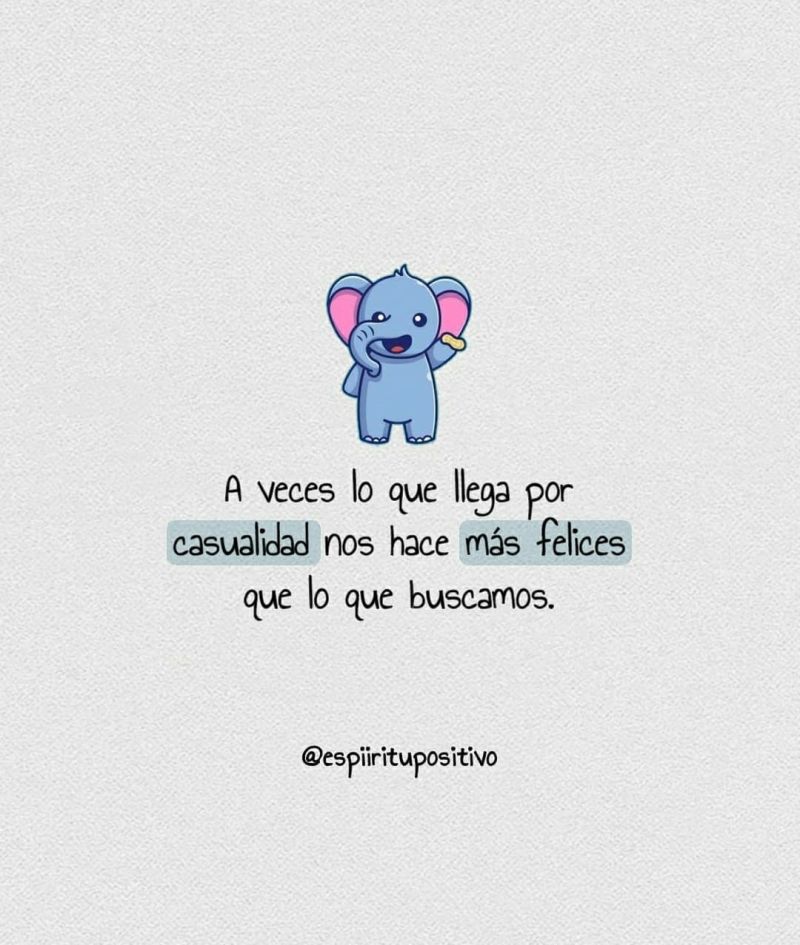 A veces lo que llega por
casualidad nos hace más felices
que lo que buscamos.
@espiiritupositivo